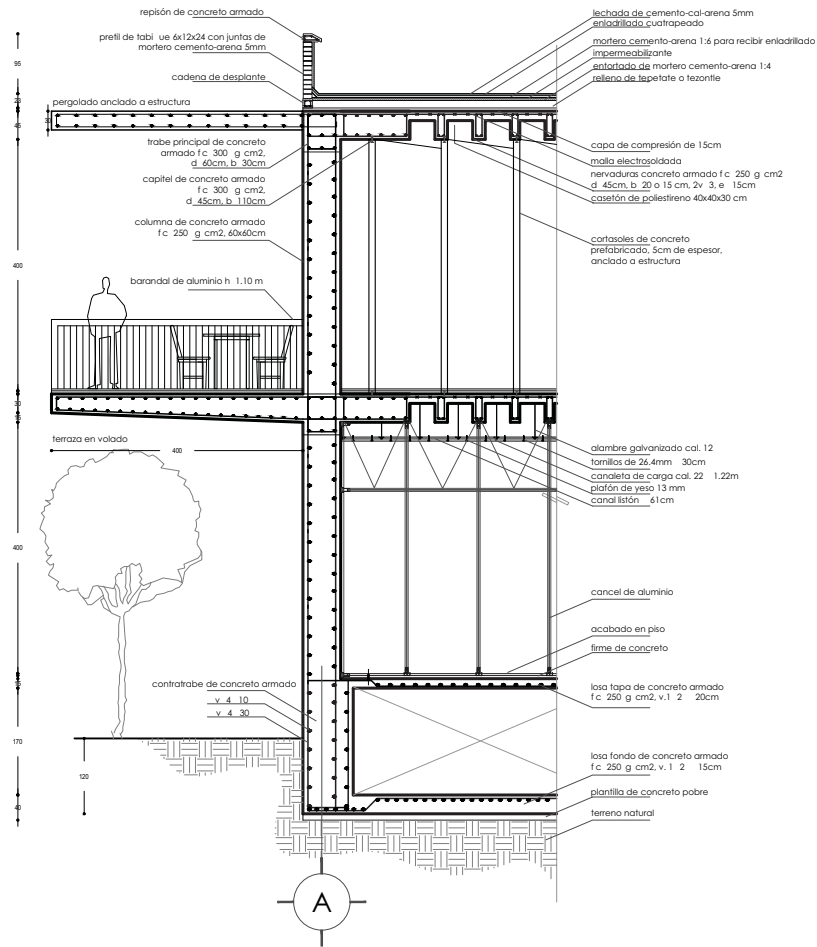 repisón de concreto armado
pretil de tabi ue 6x12x24 con juntas de
mortero cemento-arena 5mm
cadena de desplante
pergolado anclado a estructura
trabe principal de concreto
armado f c 300 g cm2,
d 60cm, b 30cm
capitel de concreto armado
f c 300 g cm2,
d 45cm, b 110cm
columna de concreto armado
f c 250 g cm2, 60x60cm
barandal de aluminio h 1.10 m
terraza en volado
400
contratrabe de concreto armado
v 4 10
v 4 30
95
45
30
400
30
400
170
120
40
lechada de cemento-cal-arena 5mm
enladrillado cuatrapeado
mortero cemento-arena 1:6 para recibir enladrillado
impermeabilizante
entortado de mortero cemento-arena 1:4
relleno de tepetate o tezontle
capa de compresión de 15cm
malla electrosoldada
nervaduras concreto armado f c 250 g cm2
d 45cm, b 20 o 15 cm, 2v 3, e 15cm
casetón de poliestireno 40x40x30 cm
cortasoles de concreto
prefabricado, 5cm de espesor,
anclado a estructura
alambre galvanizado cal. 12
tornillos de 26.4mm 30cm
canaleta de carga cal. 22 1.22m
plafón de yeso 13 mm
canal listón 61cm
cancel de aluminio
acabado en piso
firme de concreto
losa tapa de concreto armado
f c 250 g cm2, v.1 2 20cm
losa fondo de concreto armado
f c 250 g cm2, v. 1 2 15cm
plantilla de concreto pobre
terreno natural
A